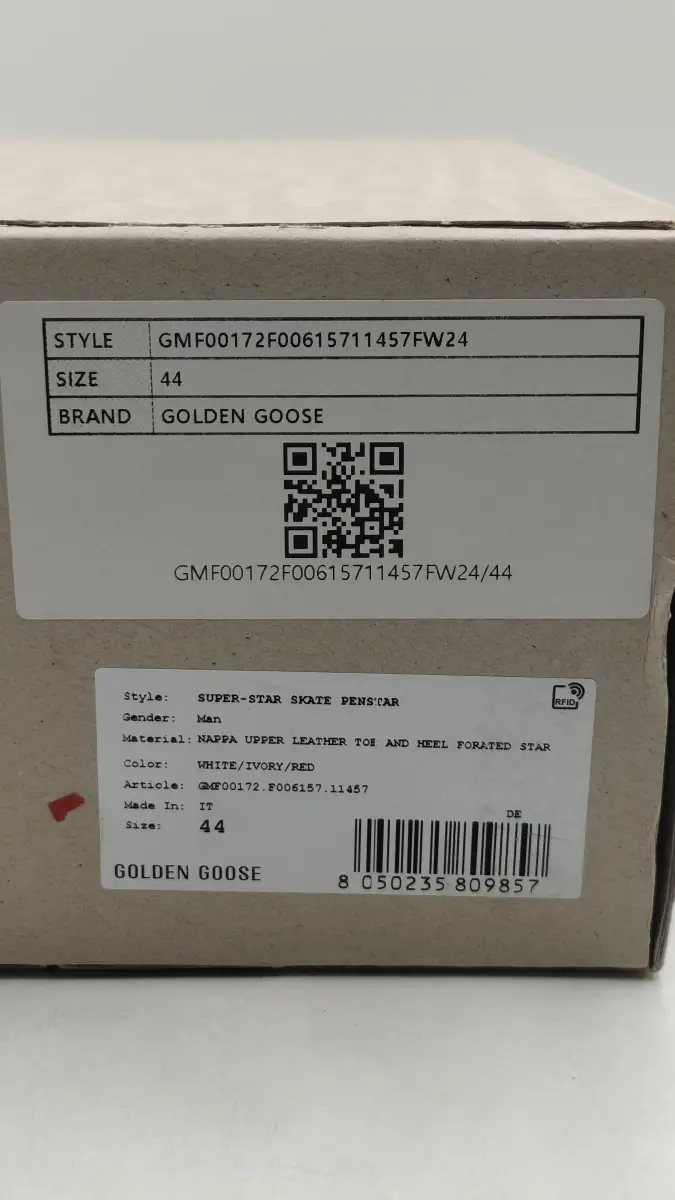 STYLE GMF00172F00615711457FW24
SIZE 44
BRAND GOLDEN GOOSE
GMF00172F00615711457FW24/44
RFID
Style: SUPER-STAR SKATE PENSTAR
Gender: Man
Material: NAPPA UPPER LEATHER TOE AND HEEL FORATED STAR
Color: WHITE/IVORY/RED
Article: GMF00172.F006157.11457
Made In: IT
Size: 44
DE
GOLDEN GOOSE
8 050235 809857